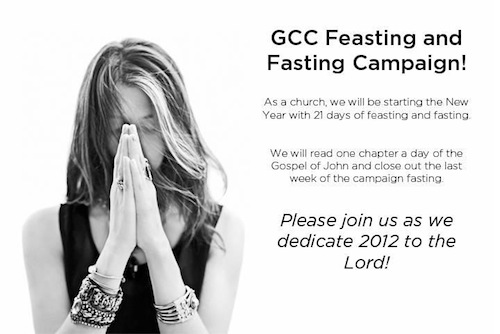 GCC Feasting and
Fasting Campaign!
As a church, we will be starting the New
Year with 21 days of feasting and fasting.
We will read one chapter a day of the
Gospel of John and close out the last
week of the campaign fasting.
Please join us as we
dedicate 2012 to the
Lord!